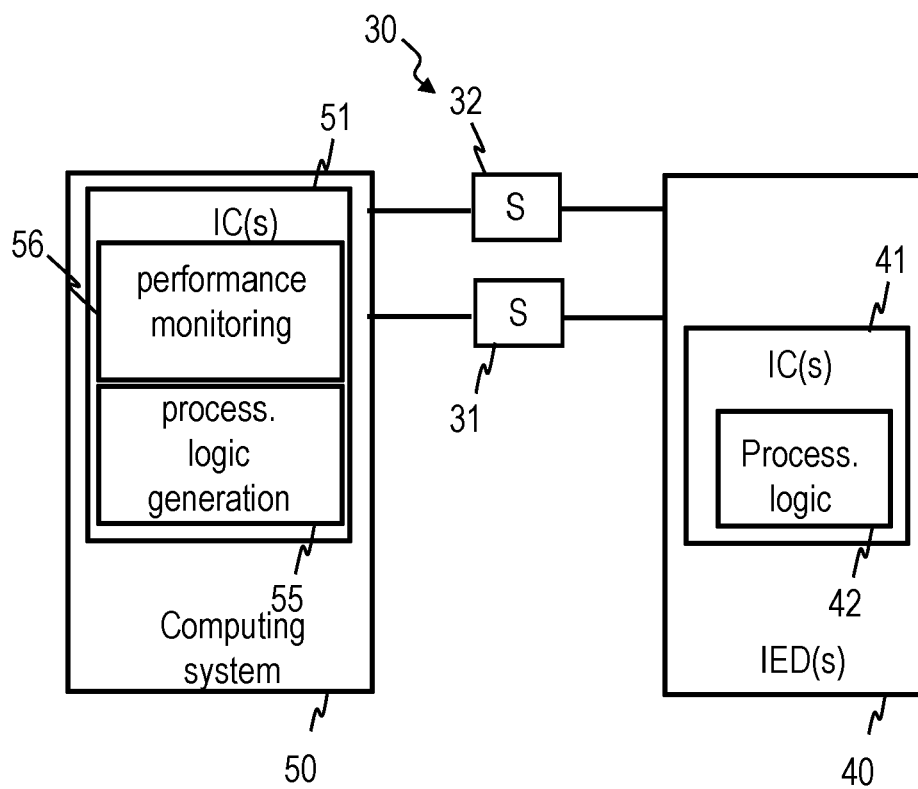 30
32
51
S
IC(s)
56
performance
monitoring
41
S
IC(s)
process.
logic
generation
31
Process.
logic
55
42
Computing
system
IED(s)
50
40